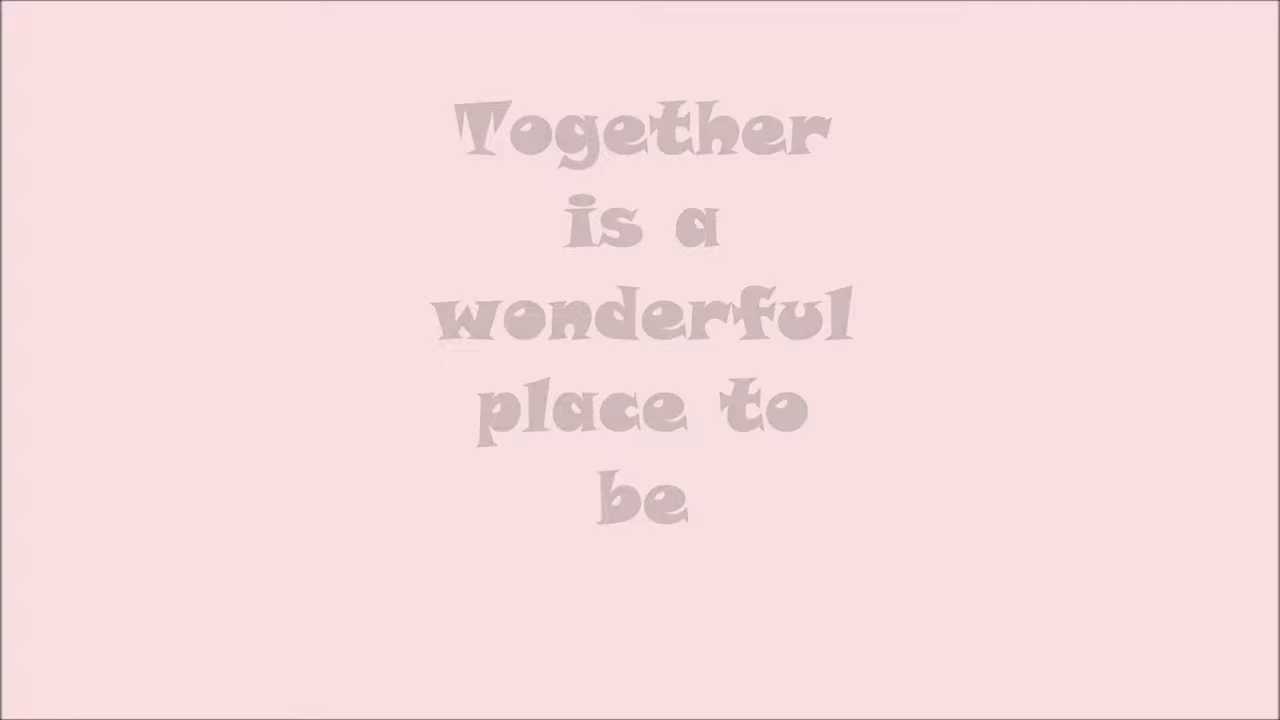 Together
is a
wonderful
place to
be